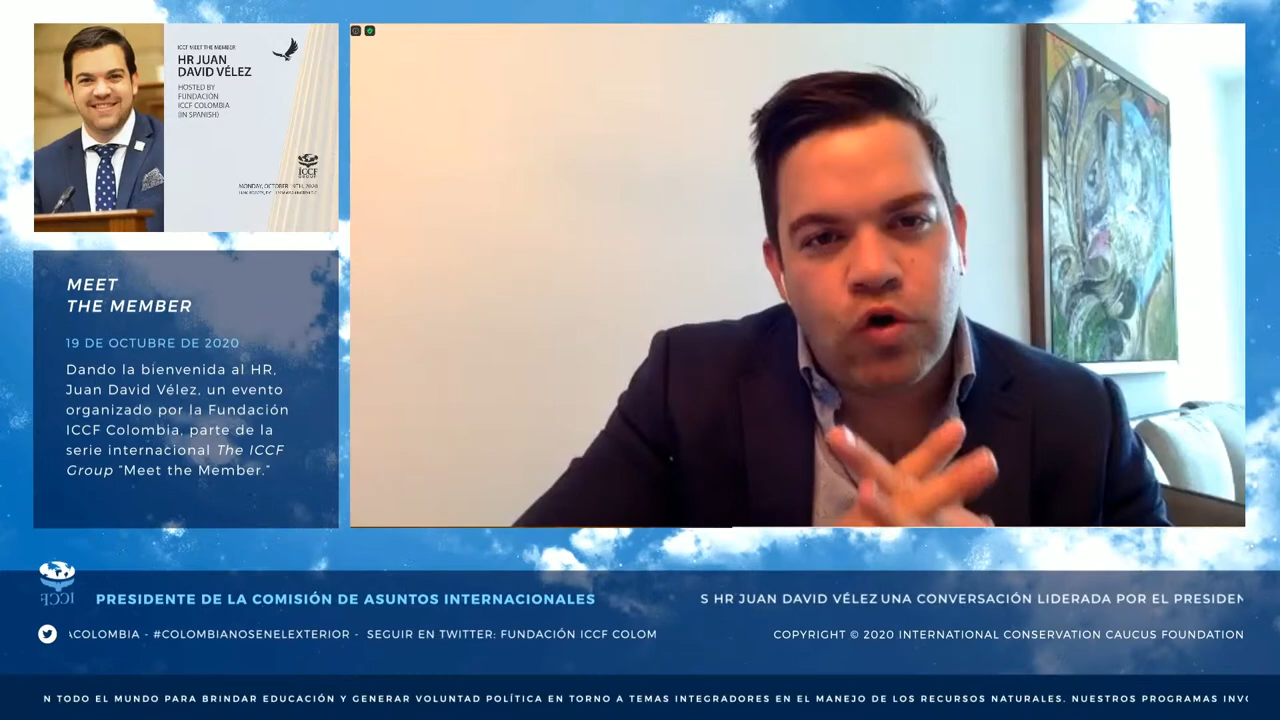 ICCF MEET THE MEMBER
HR JUAN
DAVID VÉLEZ
HOSTED BY
FUNDACIÓN
ICCF COLOMBIA
(IN SPANISH)
ICCF
GROUP
MONDAY, OCTOBER 19TH, 2020
MEET
THE MEMBER
19 DE OCTUBRE DE 2020
Dando la bienvenida al HR,
Juan David Vélez, un evento
organizado por la Fundación
ICCF Colombia, parte de la
serie internacional The ICCF
Group "Meet the Member."
ICCF
PRESIDENTE DE LA COMISIÓN DE ASUNTOS INTERNACIONALES
S HR JUAN DAVID VÉLEZ UNA CONVERSACIÓN LIDERADA POR EL PRESIDEN
ACOLOMBIA - #COLOMBIANOSENELEXTERIOR - SEGUIR EN TWITTER: FUNDACIÓN ICCF COLOM
COPYRIGHT © 2020 INTERNATIONAL CONSERVATION CAUCUS FOUNDATION
N TODO EL MUNDO PARA BRINDAR EDUCACIÓN Y GENERAR VOLUNTAD POLÍTICA EN TORNO A TEMAS INTEGRADORES EN EL MANEJO DE LOS RECURSOS NATURALES. NUESTROS PROGRAMAS INV